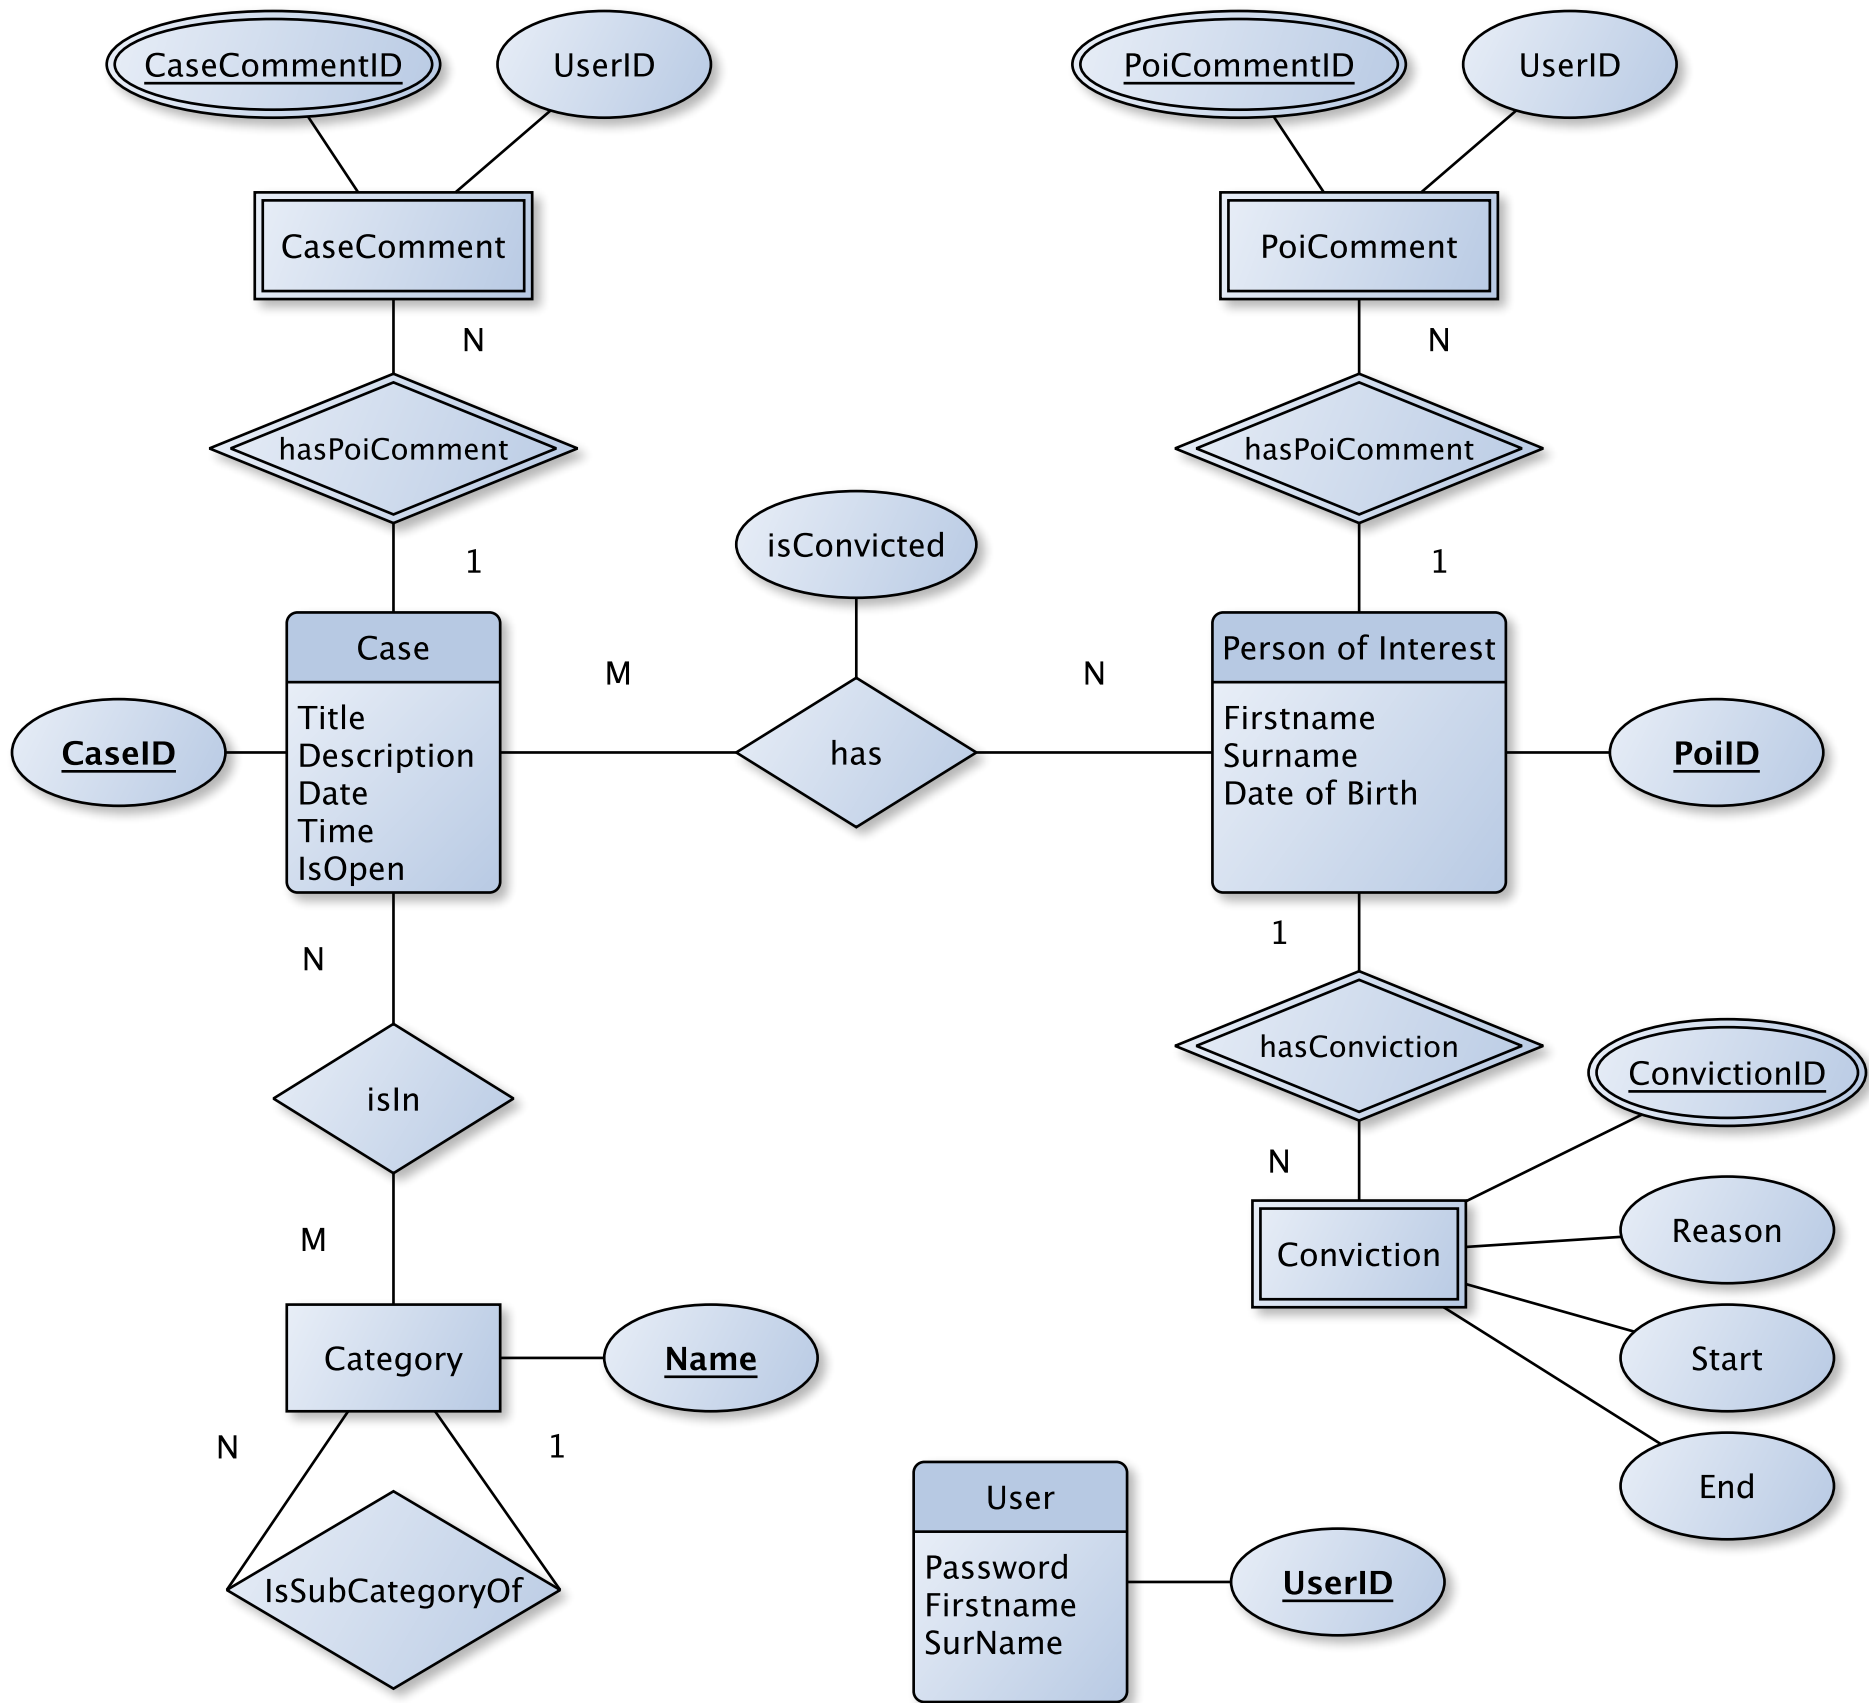 CaseCommentID
UserID
PoiCommentID
UserID
CaseComment
PoiComment
N
N
hasPoiComment
hasPoiComment
isConvicted
1
1
Case
Title
Description
Date
Time
IsOpen
M
N
Person of Interest
Firstname
Surname
Date of Birth
CaseID
has
PoiID
N
1
isIn
hasConviction
ConvictionID
M
N
Conviction
Reason
Start
End
Category
Name
N
1
IsSubCategoryOf
User
Password
Firstname
SurName
UserID